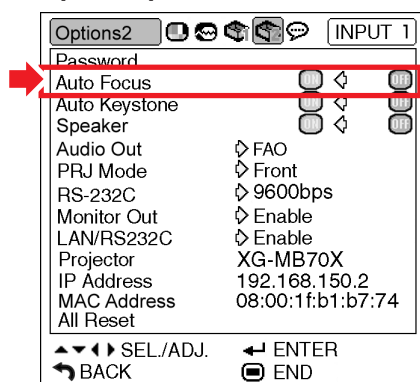 Options2 INPUT 1
Password
Auto Focus ON OFF
Auto Keystone ON OFF
Speaker ON OFF
Audio Out FAO
PRJ Mode Front
RS-232C 9600bps
Monitor Out Enable
LAN/RS232C Enable
Projector XG-MB70X
IP Address 192.168.150.2
MAC Address 08:00:1f:b1:b7:74
All Reset
SEL./ADJ. ENTER
BACK END